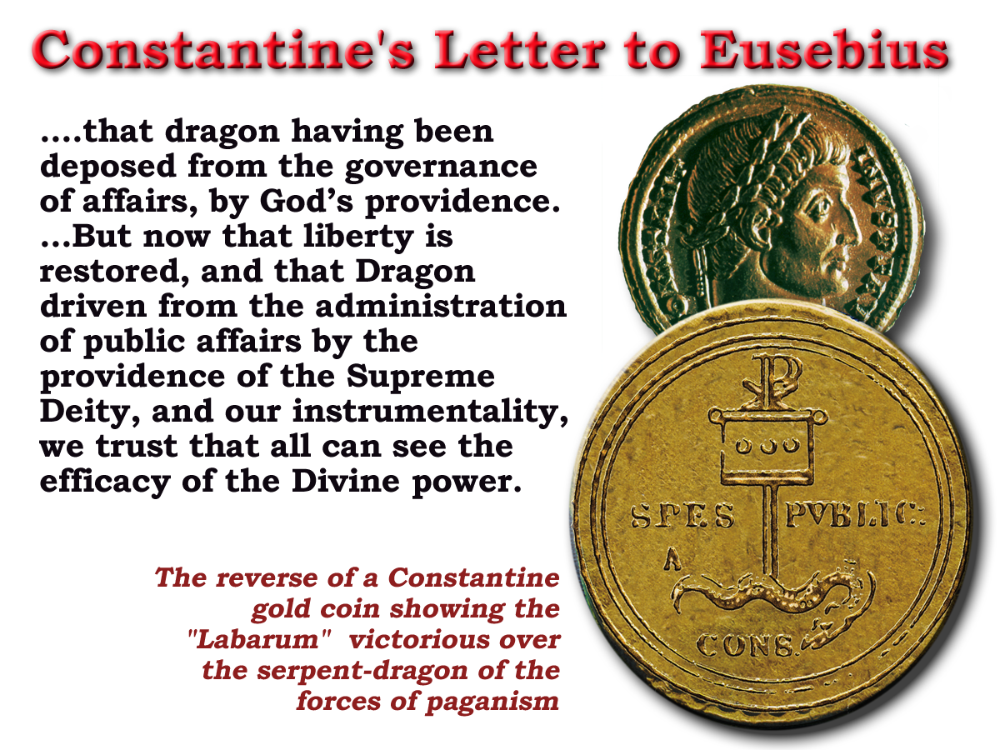 Constantine's Letter to Eusebius
....that dragon having been
deposed from the governance
of affairs, by God’s providence.
...But now that liberty is
restored, and that Dragon
driven from the administration
of public affairs by the
providence of the Supreme
Deity, and our instrumentality,
we trust that all can see the
efficacy of the Divine power.
The reverse of a Constantine
gold coin showing the
"Labarum" victorious over
the serpent-dragon of the
forces of paganism
SPES PVBLIC:
A
CONS.